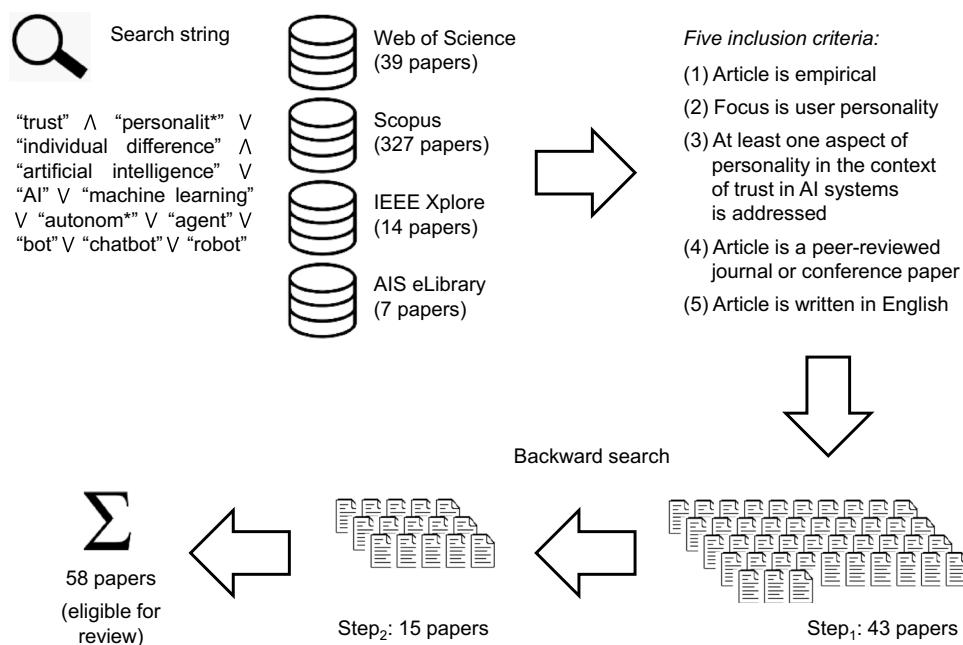 Search string
“trust” ∧ “personalit*” ∨
“individual difference” ∧
“artificial intelligence” ∨
“AI” ∨ “machine learning”
∨ “autonom*” ∨ “agent” ∨
“bot” ∨ “chatbot” ∨ “robot”
Web of Science
(39 papers)
Scopus
(327 papers)
IEEE Xplore
(14 papers)
AIS eLibrary
(7 papers)
Five inclusion criteria:
(1) Article is empirical
(2) Focus is user personality
(3) At least one aspect of
personality in the context
of trust in AI systems
is addressed
(4) Article is a peer-reviewed
journal or conference paper
(5) Article is written in English
Backward search
Step₁: 43 papers
Step₂: 15 papers
Σ
58 papers
(eligible for
review)